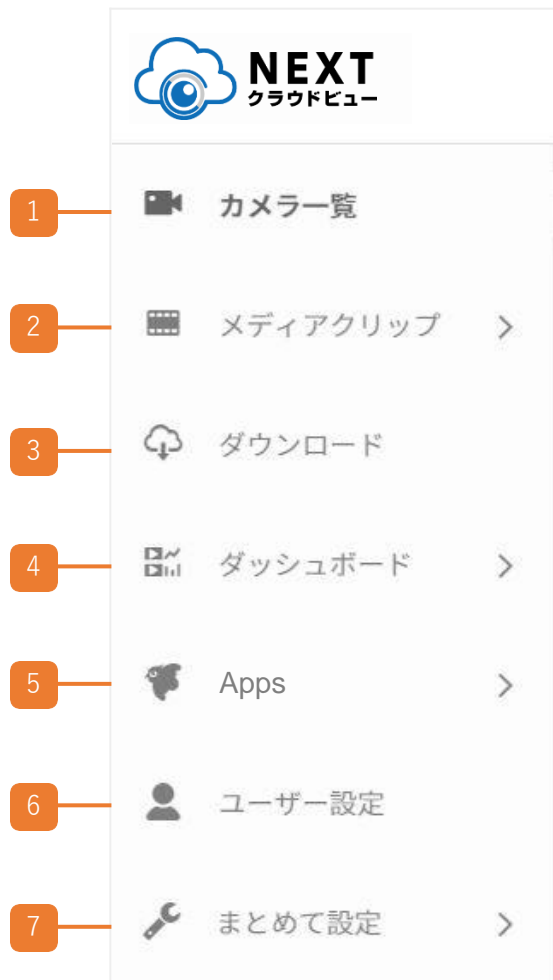 NEXT
クラウドビュー
1 カメラ一覧
2 メディアクリップ
3 ダウンロード
4 ダッシュボード
5 Apps
6 ユーザー設定
7 まとめて設定